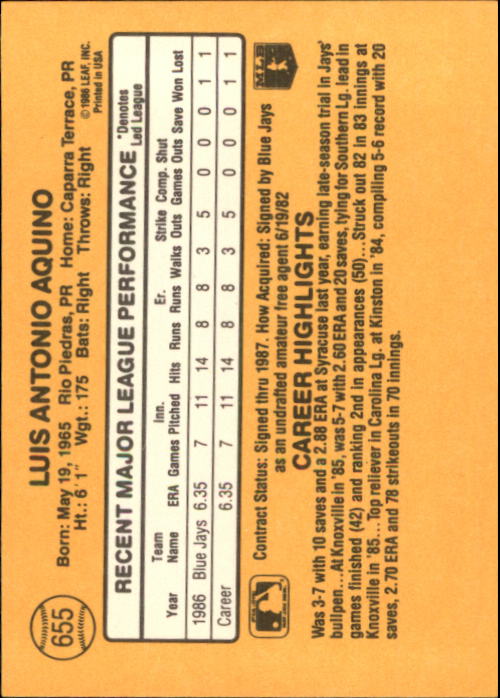 655
LUIS ANTONIO AQUINO
Born: May 19, 1965 Rio Piedras, PR Home: Caparra Terrace, PR
Ht.: 6' 1" Wgt.: 175 Bats: Right Throws: Right
© 1986 LEAF, INC.
Printed in USA
RECENT MAJOR LEAGUE PERFORMANCE
*Denotes
Led League
Year Team Name ERA Games Inn. Pitched Hits Runs Er. Runs Walks Strike Outs Comp. Games Shut Outs Save Won Lost
1986 Blue Jays 6.35 7 11 14 8 8 3 5 0 0 0 1 1
Career 6.35 7 11 14 8 8 3 5 0 0 0 1 1
Contract Status: Signed thru 1987. How Acquired: Signed by Blue Jays
as an undrafted amateur free agent 6/19/82
MLB
CAREER HIGHLIGHTS
Was 3-7 with 10 saves and a 2.88 ERA at Syracuse last year, earning late-season trial in Jays'
bullpen...At Knoxville in '85, was 5-7 with 2.60 ERA and 20 saves, tying for Southern Lg. lead in
games finished (42) and ranking 2nd in appearances (50)...Struck out 82 in 83 innings at
Knoxville in '85...Top reliever in Carolina Lg. at Kinston in '84, compiling 5-6 record with 20
saves, 2.70 ERA and 78 strikeouts in 70 innings.